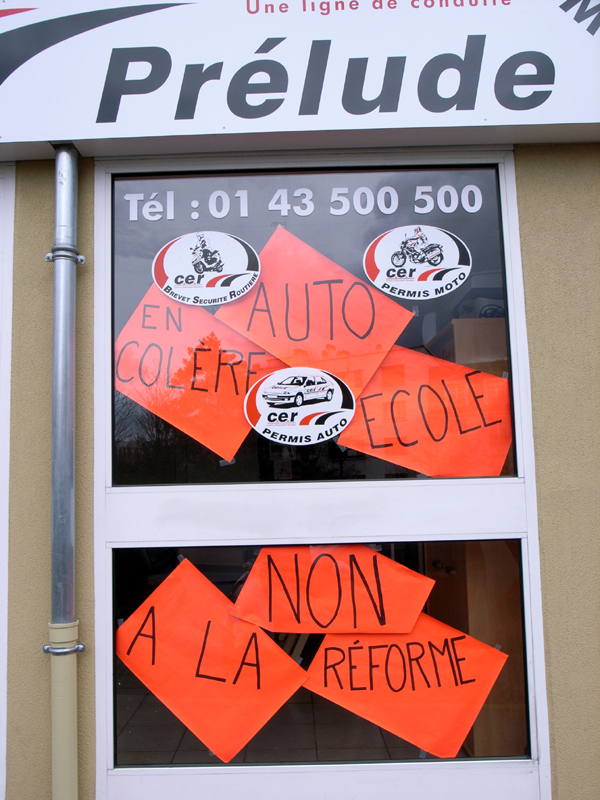 Une ligne de conduite
M
Prélude
Tél : 01 43 500 500
cer
BREVET SECURITE ROUTIERE
cer
PERMIS MOTO
AUTO
EN
COLÈRE
ECOLE
cer
PERMIS AUTO
NON
A LA
RÉFORME